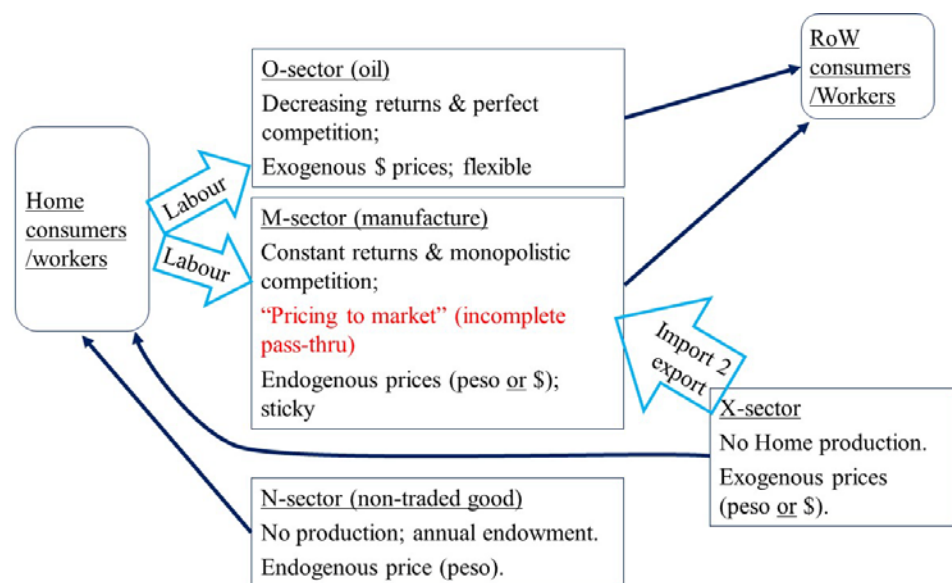 Home
consumers
/workers
Labour
Labour
O-sector (oil)
Decreasing returns & perfect
competition;
Exogenous $ prices; flexible
M-sector (manufacture)
Constant returns & monopolistic
competition;
“Pricing to market” (incomplete
pass-thru)
Endogenous prices (peso or $);
sticky
N-sector (non-traded good)
No production; annual endowment.
Endogenous price (peso).
RoW
consumers
/Workers
Import 2
export
X-sector
No Home production.
Exogenous prices
(peso or $).